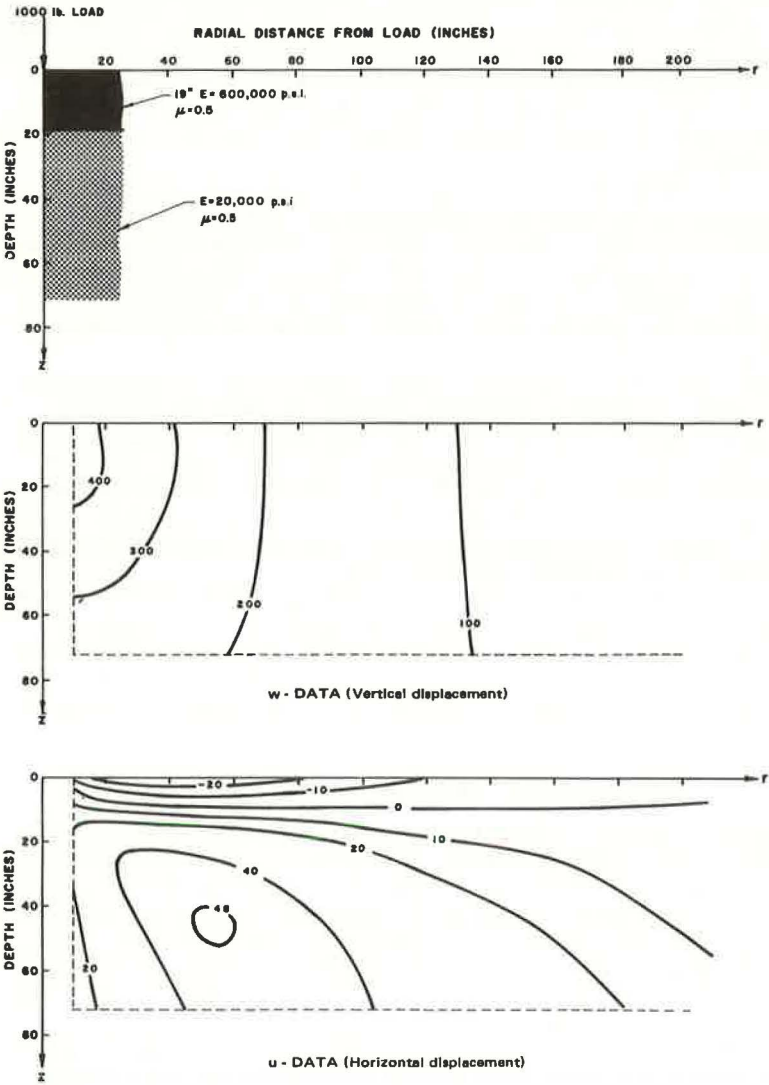 1000 lb. LOAD
RADIAL DISTANCE FROM LOAD (INCHES)
0 20 40 60 80 100 120 140 160 180 200 r
0
20
40
60
80
DEPTH (INCHES)
z
19" E=600,000 p.s.i.
μ=0.5
E=20,000 p.s.i
μ=0.5
0
20
40
60
80
DEPTH (INCHES)
z
r
400
300
200
100
w - DATA (Vertical displacement)
0
20
40
60
80
DEPTH (INCHES)
z
r
-20
-10
0
10
20
40
48
20
u - DATA (Horizontal displacement)